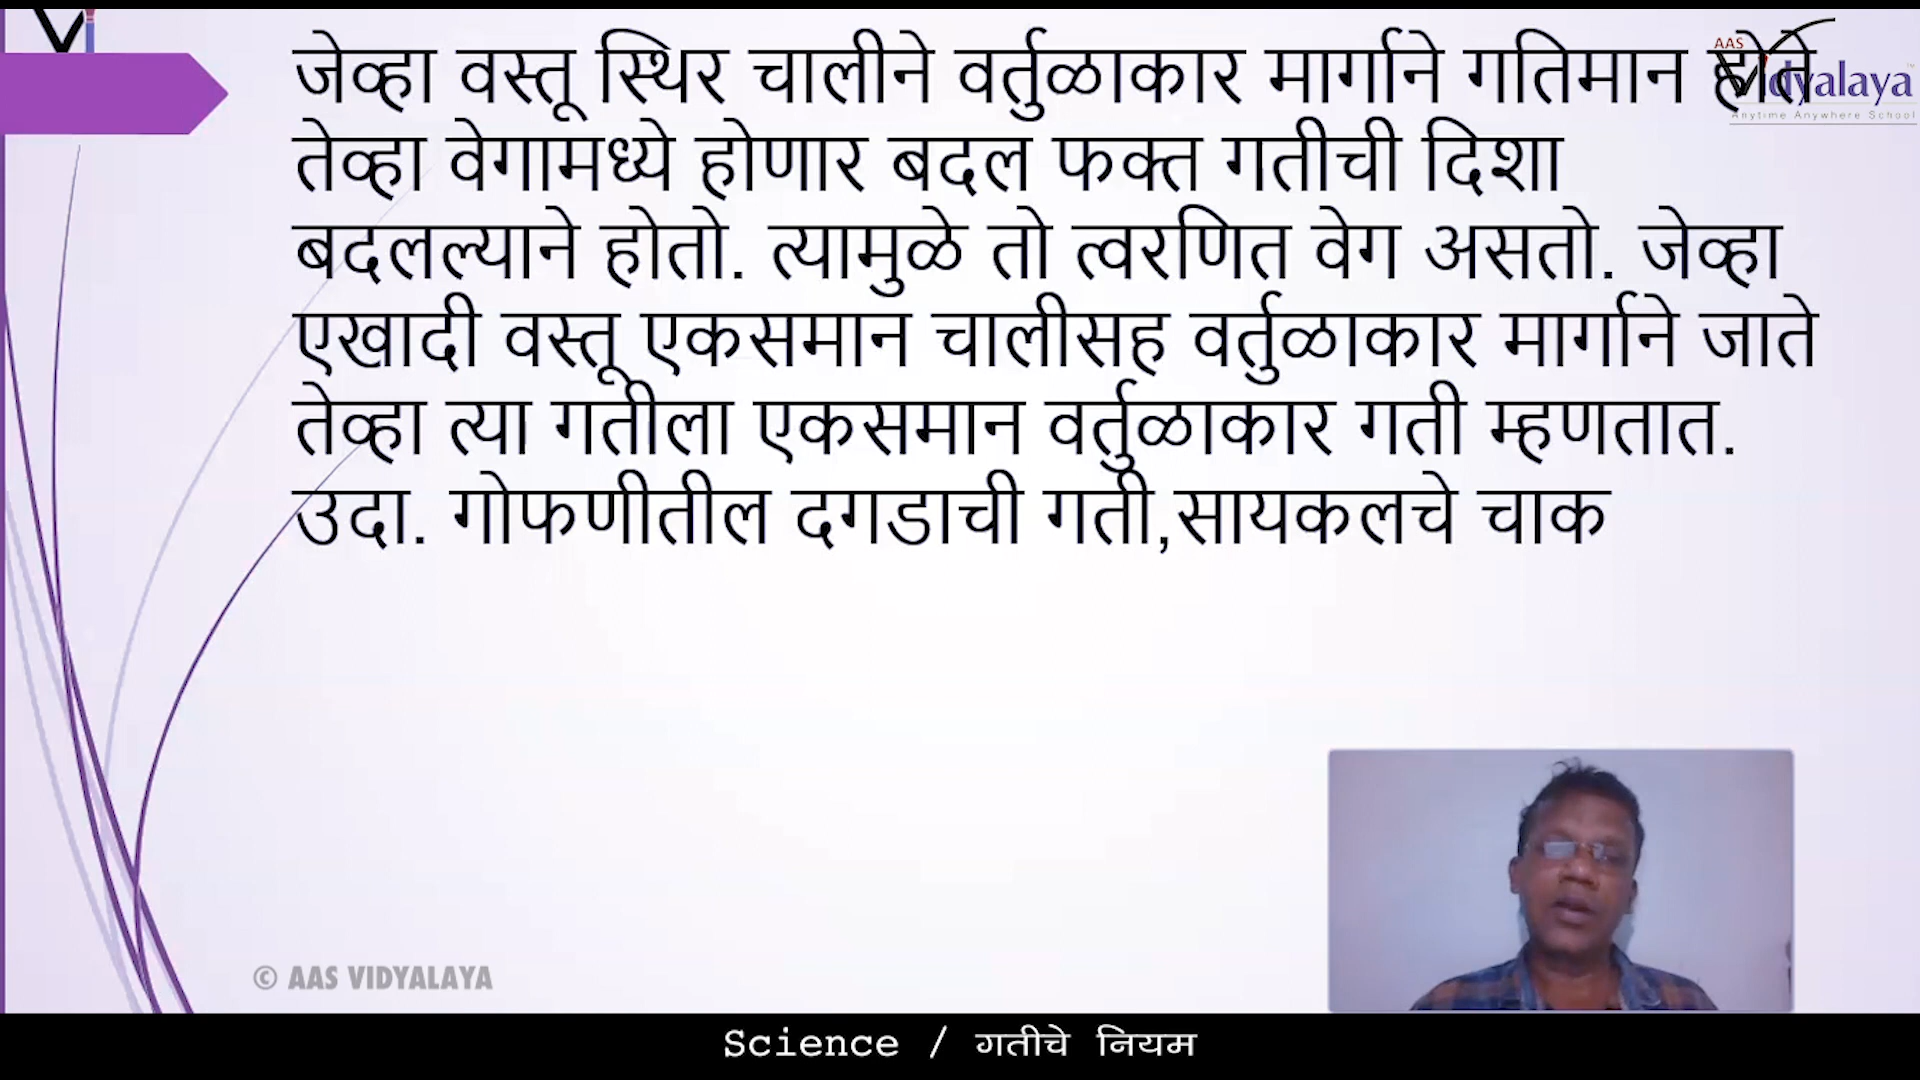 Vi
AAS
Vidyalaya
Anytime Anywhere School
जेव्हा वस्तू स्थिर चालीने वर्तुळाकार मार्गाने गतिमान होते
तेव्हा वेगामध्ये होणार बदल फक्त गतीची दिशा
बदलल्याने होतो. त्यामुळे तो त्वरणित वेग असतो. जेव्हा
एखादी वस्तू एकसमान चालीसह वर्तुळाकार मार्गाने जाते
तेव्हा त्या गतीला एकसमान वर्तुळाकार गती म्हणतात.
उदा. गोफणीतील दगडाची गती,सायकलचे चाक
© AAS VIDYALAYA
Science / गतीचे नियम